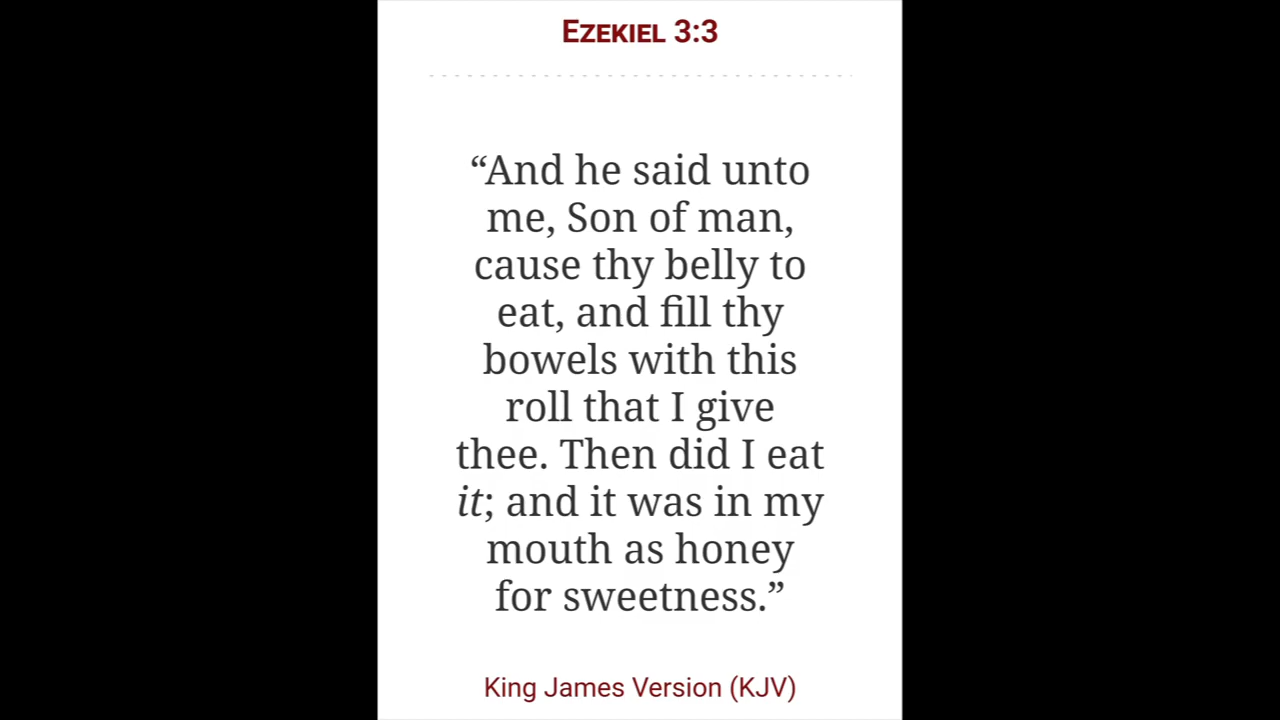 Ezekiel 3:3
“And he said unto
me, Son of man,
cause thy belly to
eat, and fill thy
bowels with this
roll that I give
thee. Then did I eat
it; and it was in my
mouth as honey
for sweetness.”
King James Version (KJV)